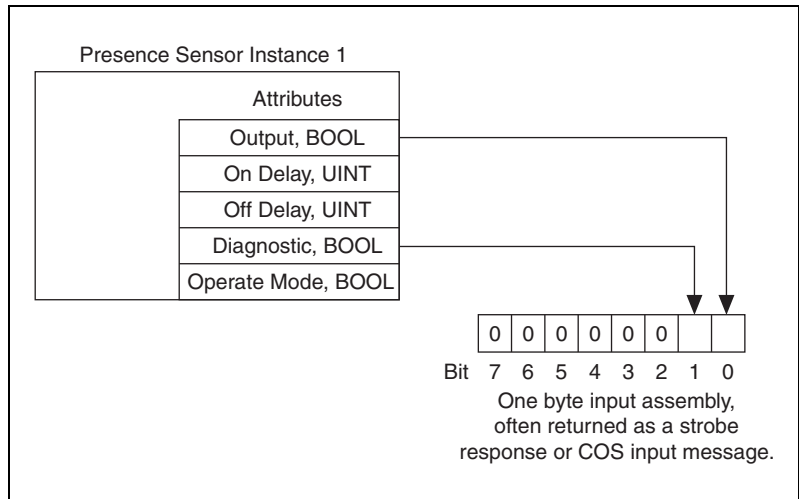 Presence Sensor Instance 1
Attributes
Output, BOOL
On Delay, UINT
Off Delay, UINT
Diagnostic, BOOL
Operate Mode, BOOL
0 0 0 0 0 0
Bit 7 6 5 4 3 2 1 0
One byte input assembly,
often returned as a strobe
response or COS input message.